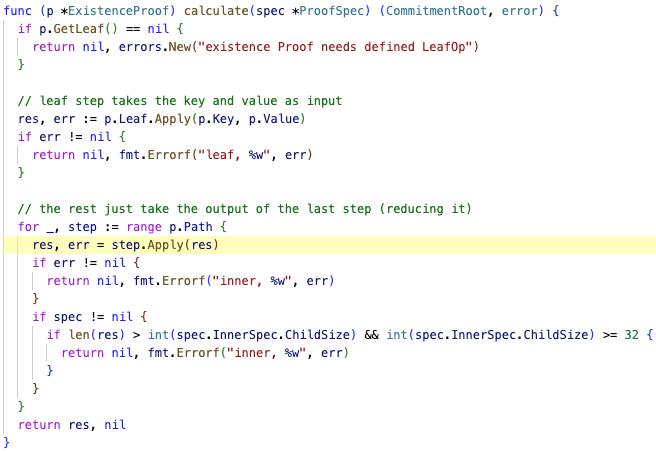 func (p *ExistenceProof) calculate(spec *ProofSpec) (CommitmentRoot, error) {
  if p.GetLeaf() == nil {
    return nil, errors.New("existence Proof needs defined LeafOp")
  }

  // leaf step takes the key and value as input
  res, err := p.Leaf.Apply(p.Key, p.Value)
  if err != nil {
    return nil, fmt.Errorf("leaf, %w", err)
  }

  // the rest just take the output of the last step (reducing it)
  for _, step := range p.Path {
    res, err = step.Apply(res)
    if err != nil {
      return nil, fmt.Errorf("inner, %w", err)
    }
    if spec != nil {
      if len(res) > int(spec.InnerSpec.ChildSize) && int(spec.InnerSpec.ChildSize) >= 32 {
        return nil, fmt.Errorf("inner, %w", err)
      }
    }
  }
  return res, nil
}